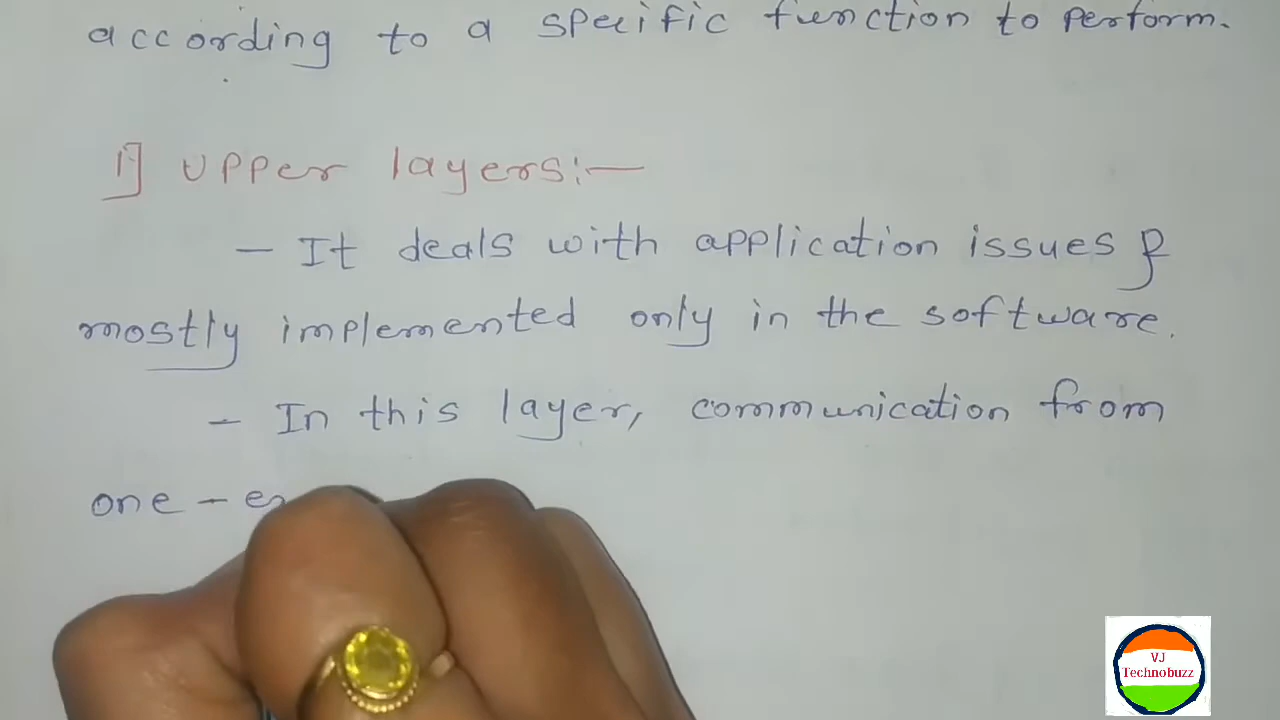 according to a specific function to perform.
1] Upper layers:—
— It deals with application issues &
mostly implemented only in the software.
— In this layer, communication from
one – en
VJ
Technobuzz